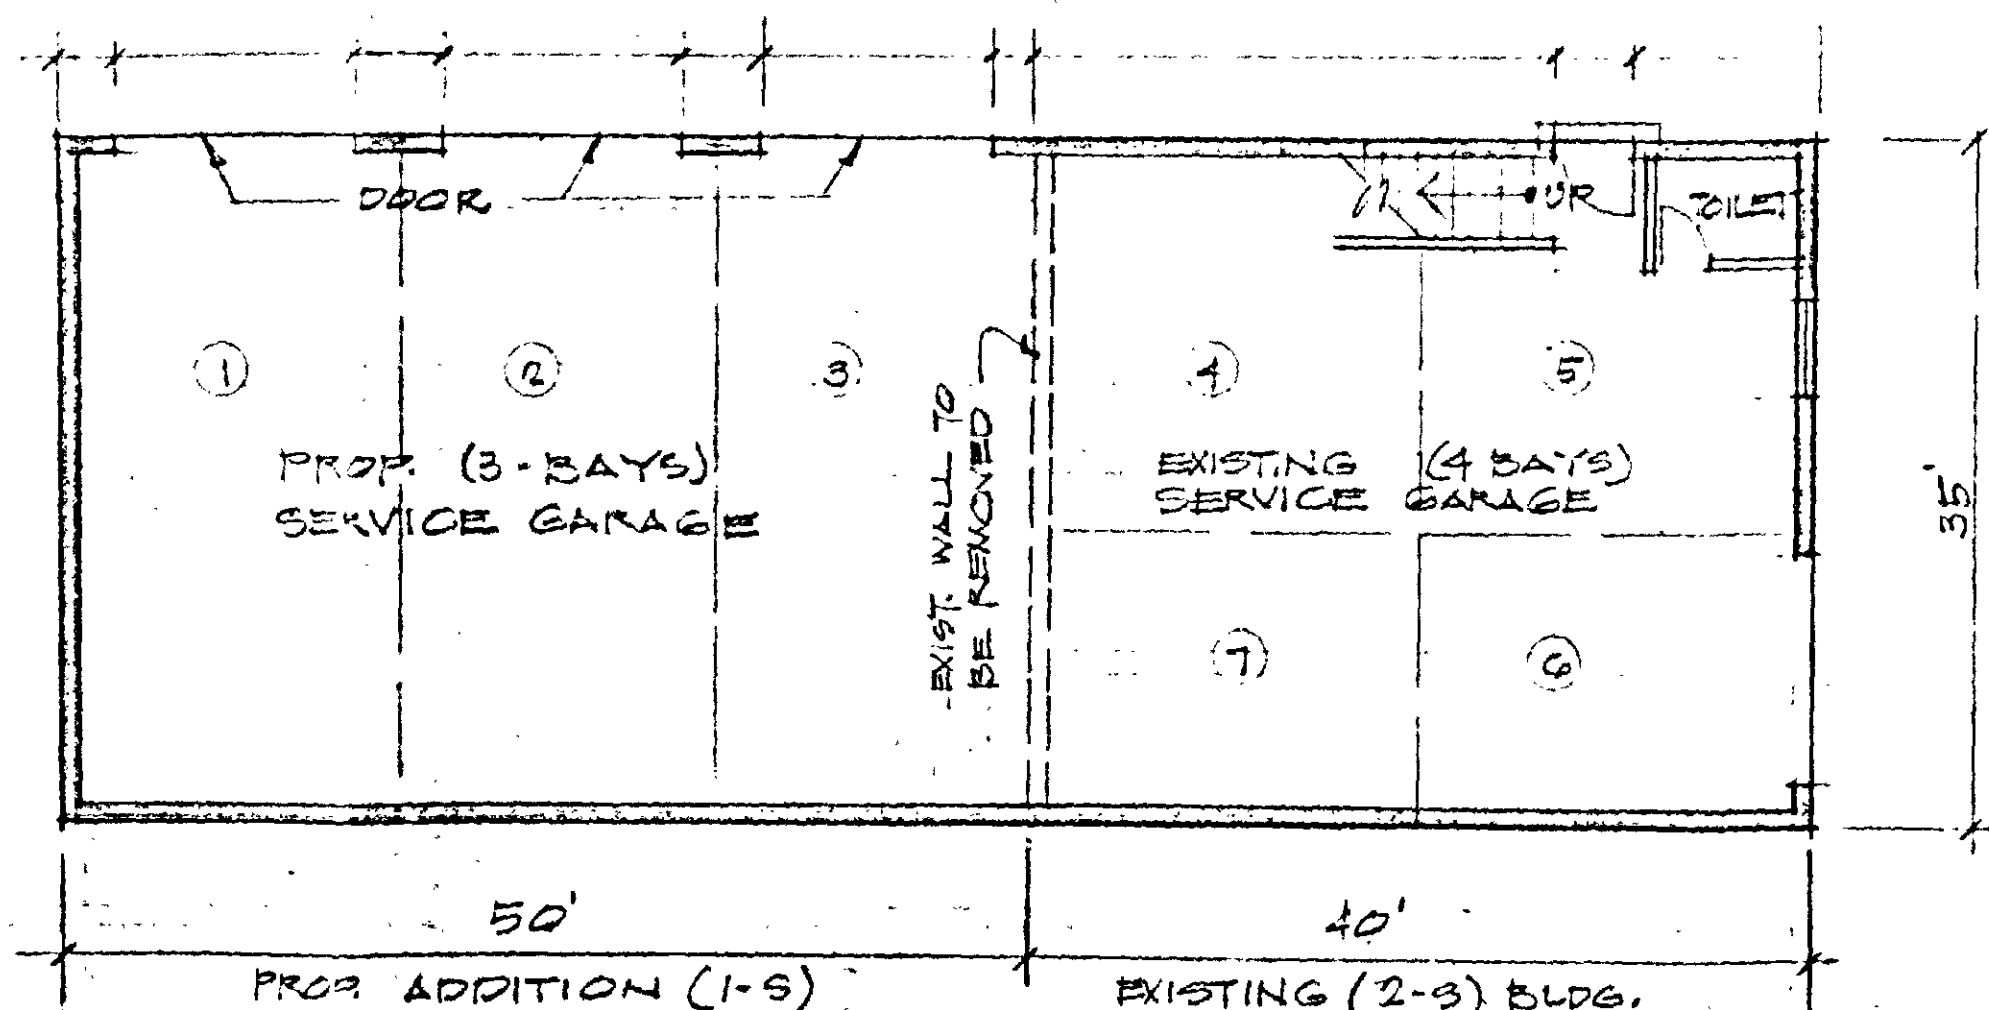 DOOR
UP
TOILET
1
2
3
4
5
PROP. (3-BAYS)
SERVICE GARAGE
EXIST. WALL TO
BE REMOVED
EXISTING (4 BAYS)
SERVICE GARAGE
35'
7
6
50'
40'
PROP. ADDITION (1-S)
EXISTING (2-S) BLDG.